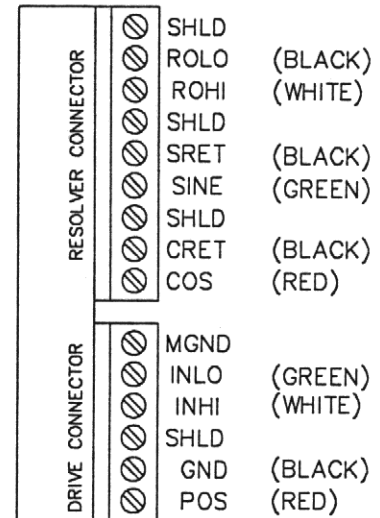 RESOLVER CONNECTOR
SHLD
ROLO (BLACK)
ROHI (WHITE)
SHLD
SRET (BLACK)
SINE (GREEN)
SHLD
CRET (BLACK)
COS (RED)
DRIVE CONNECTOR
MGND
INLO (GREEN)
INHI (WHITE)
SHLD
GND (BLACK)
POS (RED)